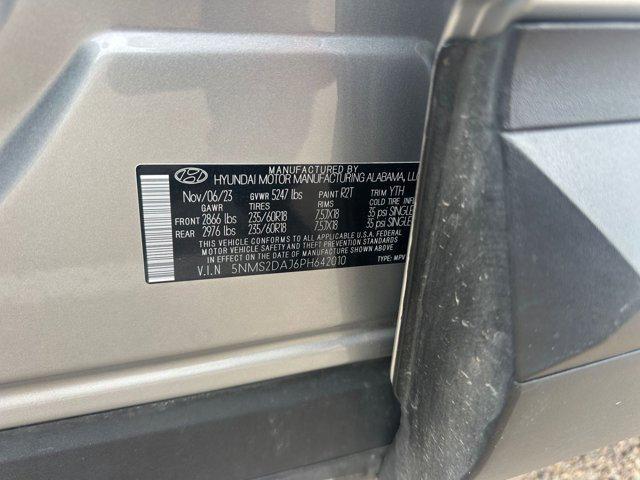 MANUFACTURED BY
HYUNDAI MOTOR MANUFACTURING ALABAMA, LLC
Nov/06/23 GVWR 5247 lbs PAINT R2T TRIM YTH
GAWR TIRES RIMS COLD TIRE INFL
FRONT 2866 lbs 235/60R18 7.5JX18 35 psi SINGLE
REAR 2976 lbs 235/60R18 7.5JX18 35 psi SINGLE
THIS VEHICLE CONFORMS TO ALL APPLICABLE U.S.A. FEDERAL
MOTOR VEHICLE SAFETY AND THEFT PREVENTION STANDARDS
IN EFFECT ON THE DATE OF MANUFACTURE SHOWN ABOVE.
V.I.N 5NMS2DAJ6PH642010 TYPE: MPV